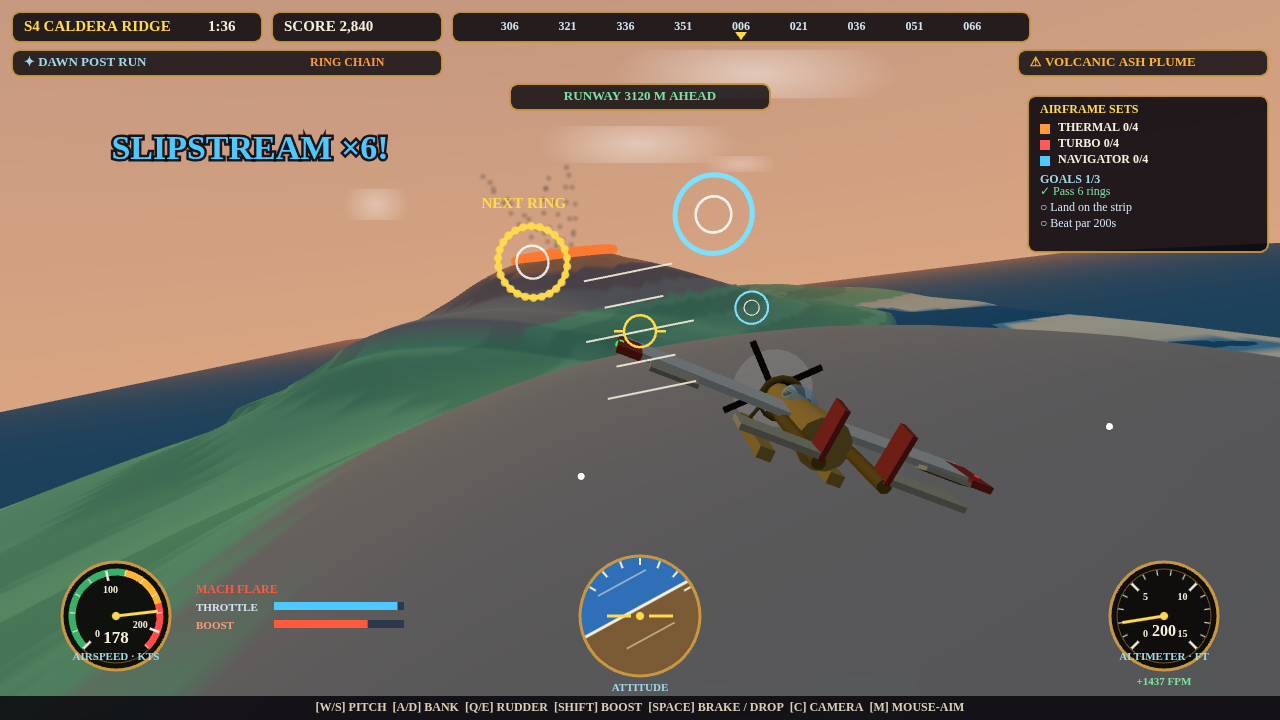 S4 CALDERA RIDGE 1:36
SCORE 2,840
306 321 336 351 006 021 036 051 066
✦ DAWN POST RUN RING CHAIN
⚠ VOLCANIC ASH PLUME
RUNWAY 3120 M AHEAD
AIRFRAME SETS
THERMAL 0/4
TURBO 0/4
NAVIGATOR 0/4
GOALS 1/3
✓ Pass 6 rings
○ Land on the strip
○ Beat par 200s
SLIPSTREAM ×6!
NEXT RING
100
0 200
178
AIRSPEED · KTS
MACH FLARE
THROTTLE
BOOST
ATTITUDE
5 10
0 200 15
ALTIMETER · FT
+1437 FPM
[W/S] PITCH [A/D] BANK [Q/E] RUDDER [SHIFT] BOOST [SPACE] BRAKE / DROP [C] CAMERA [M] MOUSE-AIM